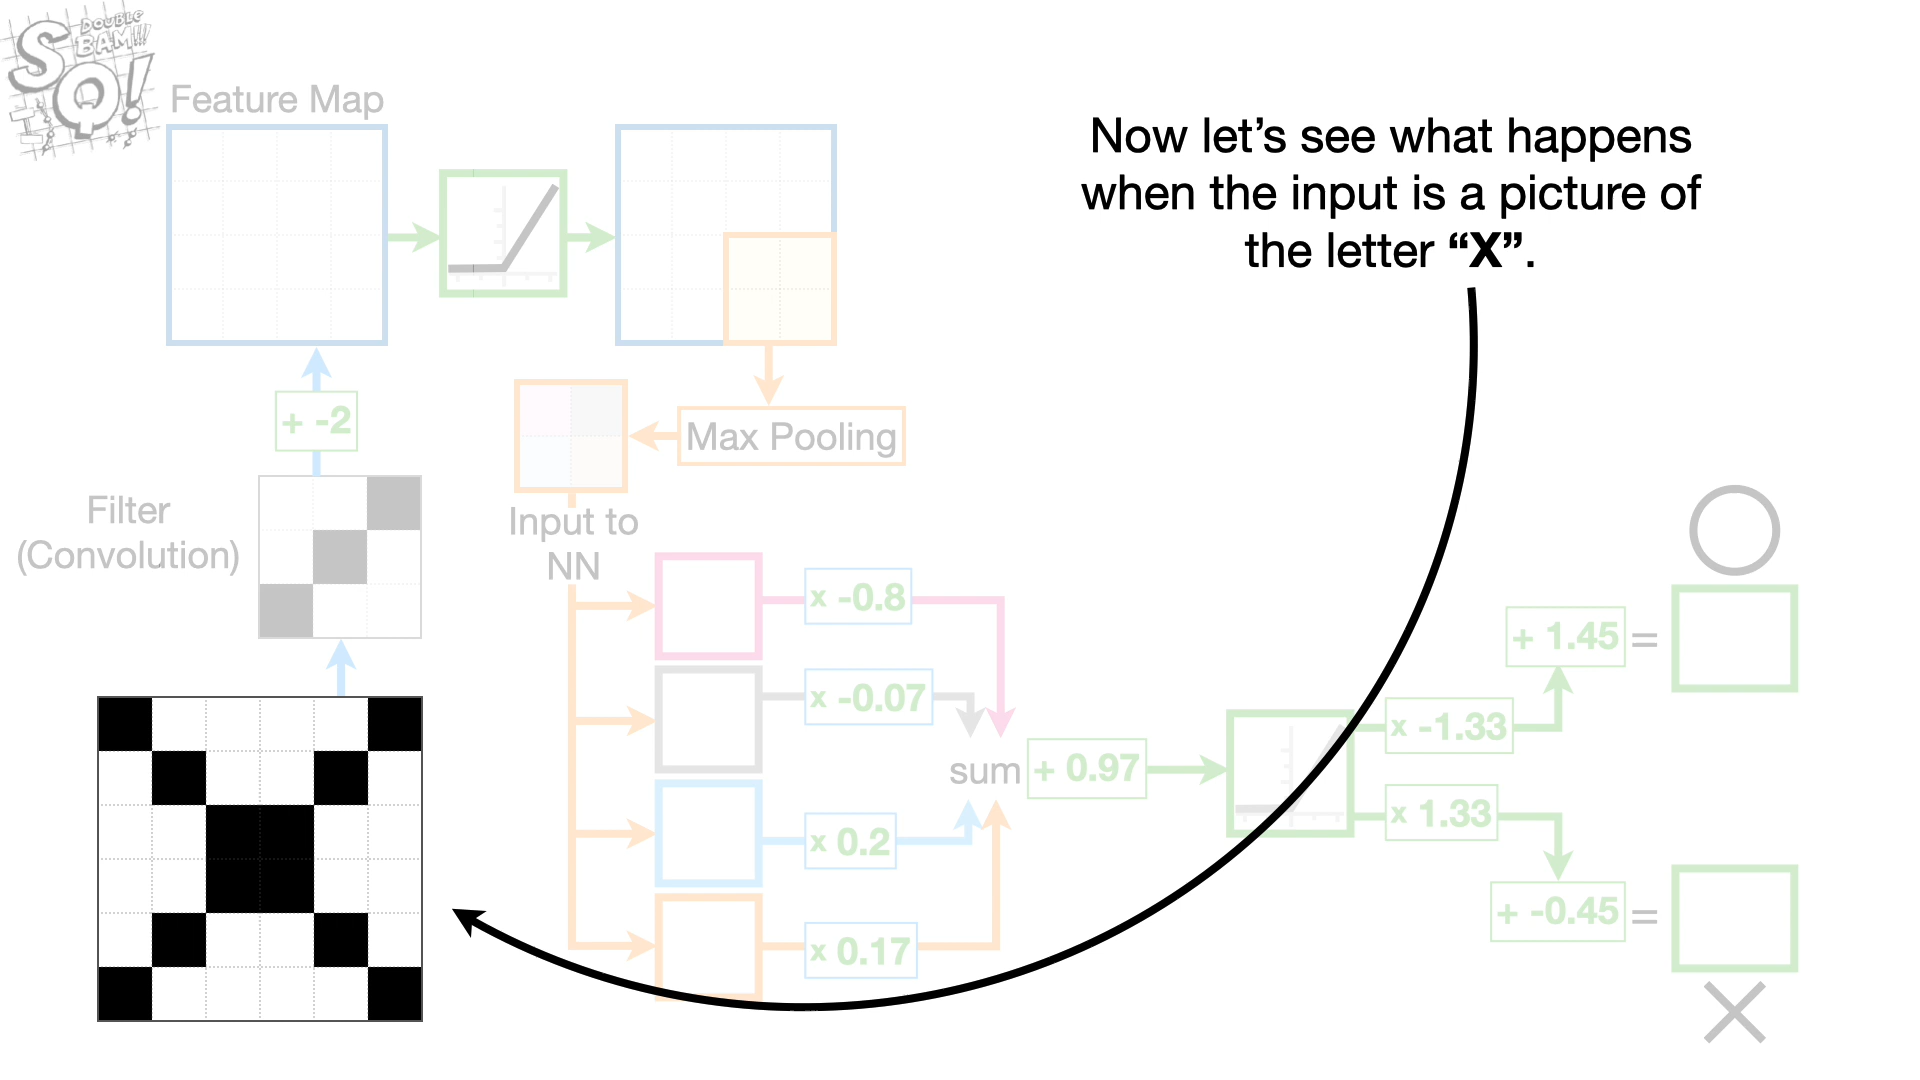 DOUBLE
BAM!!!
SQ!
Feature Map
Now let’s see what happens
when the input is a picture of
the letter “X”.
+ -2
Max Pooling
Filter
(Convolution)
Input to
NN
x -0.8
x -0.07
+ 1.45 =
x -1.33
sum + 0.97
x 1.33
x 0.2
+ -0.45 =
x 0.17